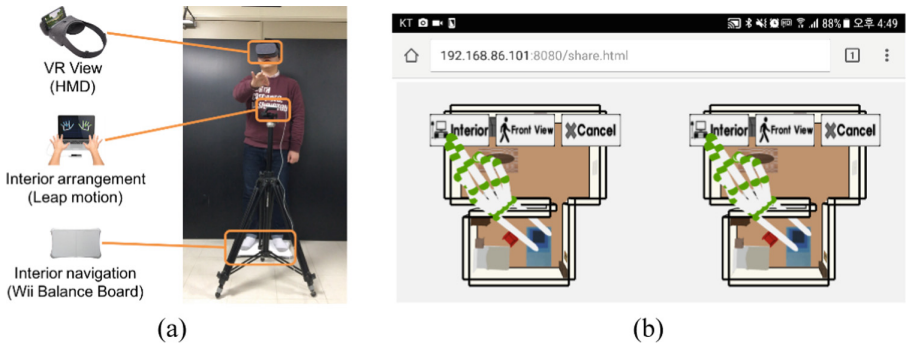 VR View
(HMD)
Interior arrangement
(Leap motion)
Interior navigation
(Wii Balance Board)
(a)
KT 88% 오후 4:49
192.168.86.101:8080/share.html
1
Interior Front View Cancel
Interior Front View Cancel
(b)